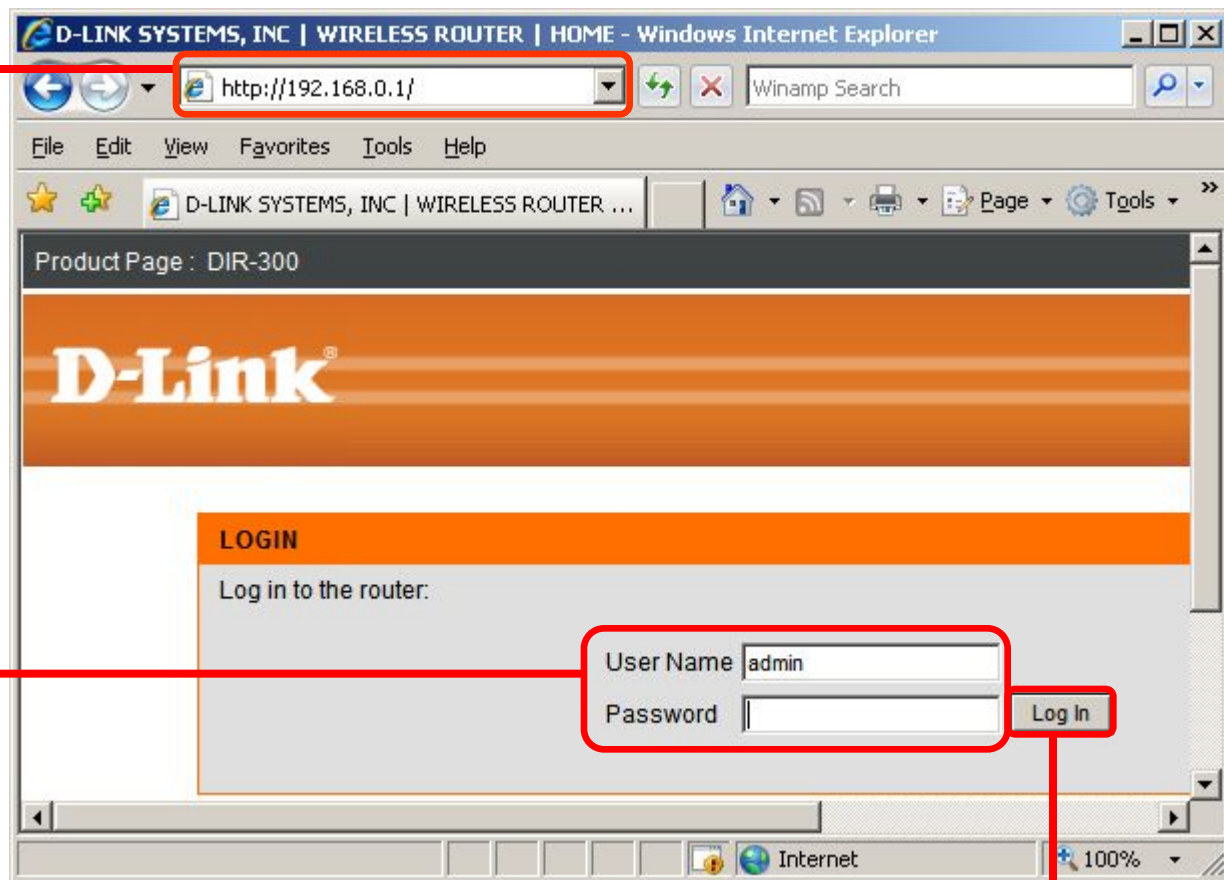 D-LINK SYSTEMS, INC | WIRELESS ROUTER | HOME - Windows Internet Explorer
http://192.168.0.1/ Winamp Search
File Edit View Favorites Tools Help
D-LINK SYSTEMS, INC | WIRELESS ROUTER ... Page Tools »
Product Page : DIR-300
D-Link®
LOGIN
Log in to the router:
User Name admin
Password Log In
Internet 100%